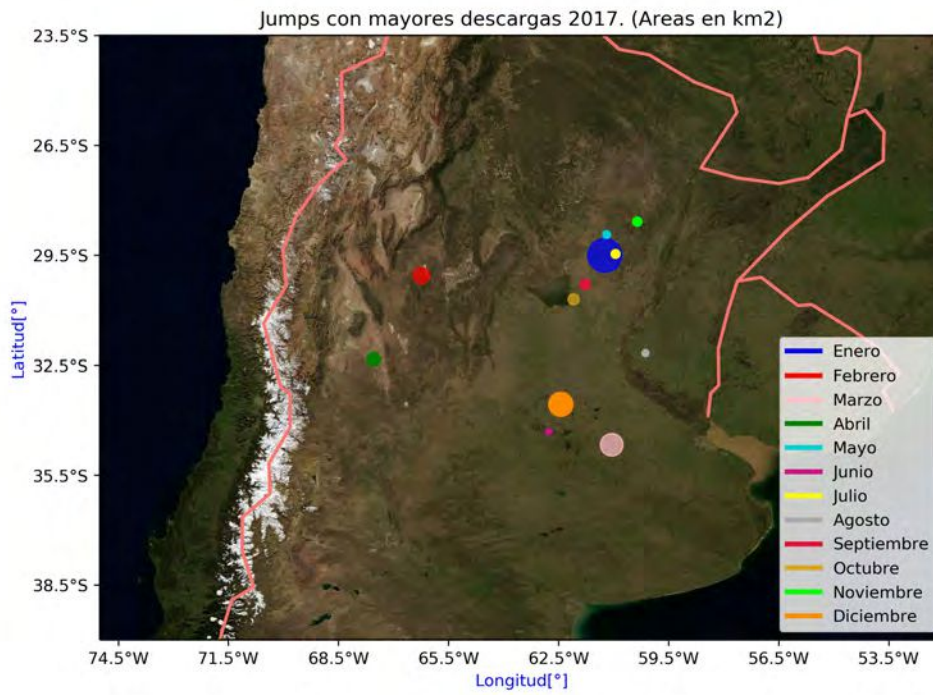 Jumps con mayores descargas 2017. (Areas en km2)
23.5°S
26.5°S
29.5°S
32.5°S
35.5°S
38.5°S
Latitud[°]
74.5°W 71.5°W 68.5°W 65.5°W 62.5°W 59.5°W 56.5°W 53.5°W
Longitud[°]
Enero
Febrero
Marzo
Abril
Mayo
Junio
Julio
Agosto
Septiembre
Octubre
Noviembre
Diciembre